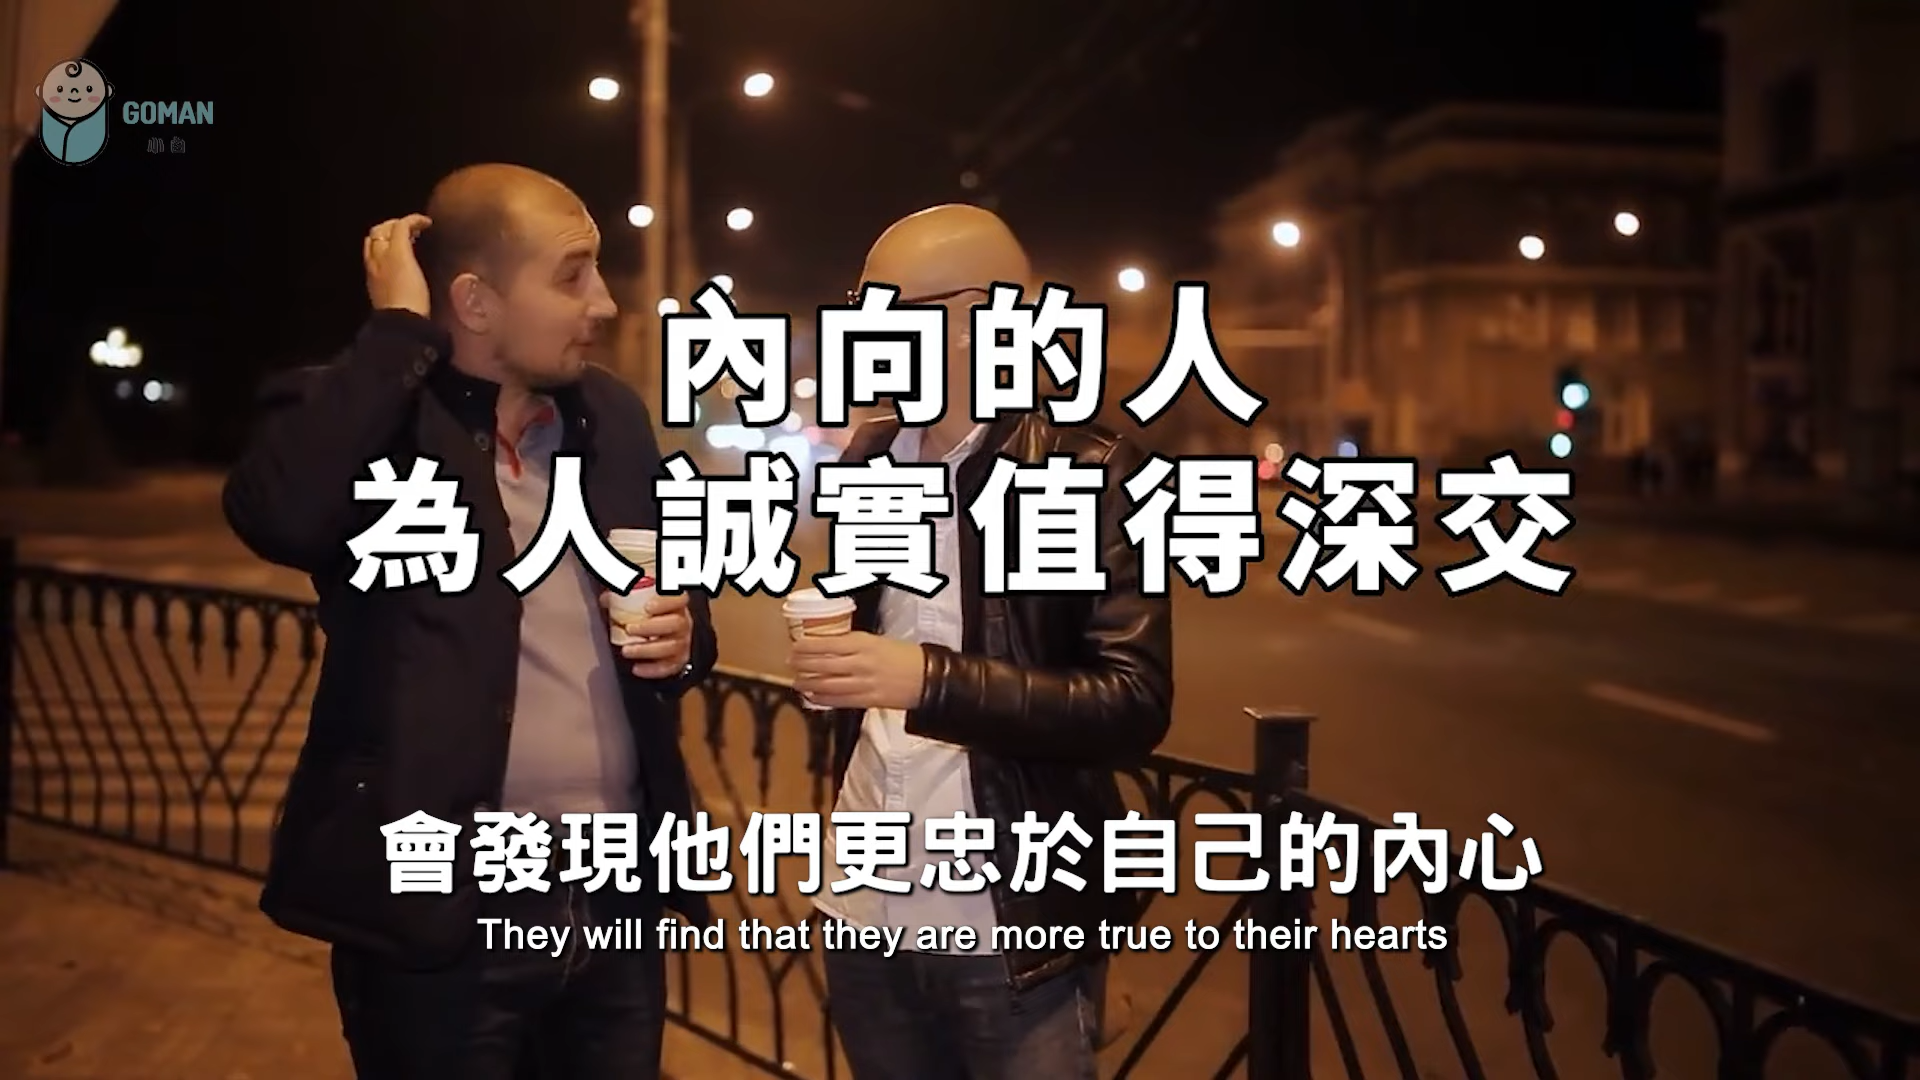 GOMAN
內向的人
為人誠實值得深交
會發現他們更忠於自己的內心
They will find that they are more true to their hearts